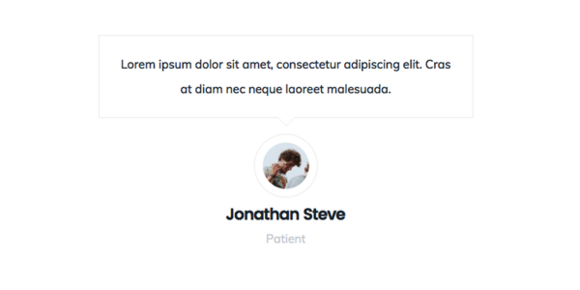 Lorem ipsum dolor sit amet, consectetur adipiscing elit. Cras
at diam nec neque laoreet malesuada.
Jonathan Steve
Patient